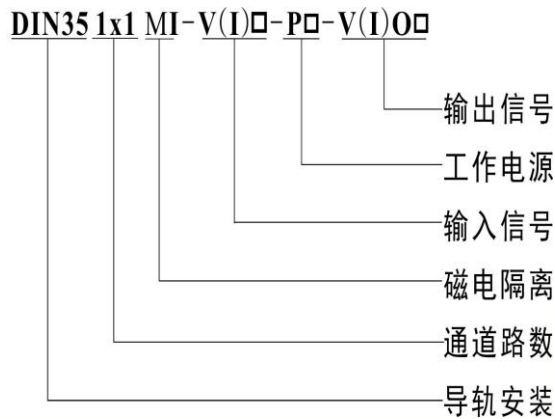 DIN35 1x1 MI-V(I)□-P□-V(I)O□
输出信号
工作电源
输入信号
磁电隔离
通道路数
导轨安装